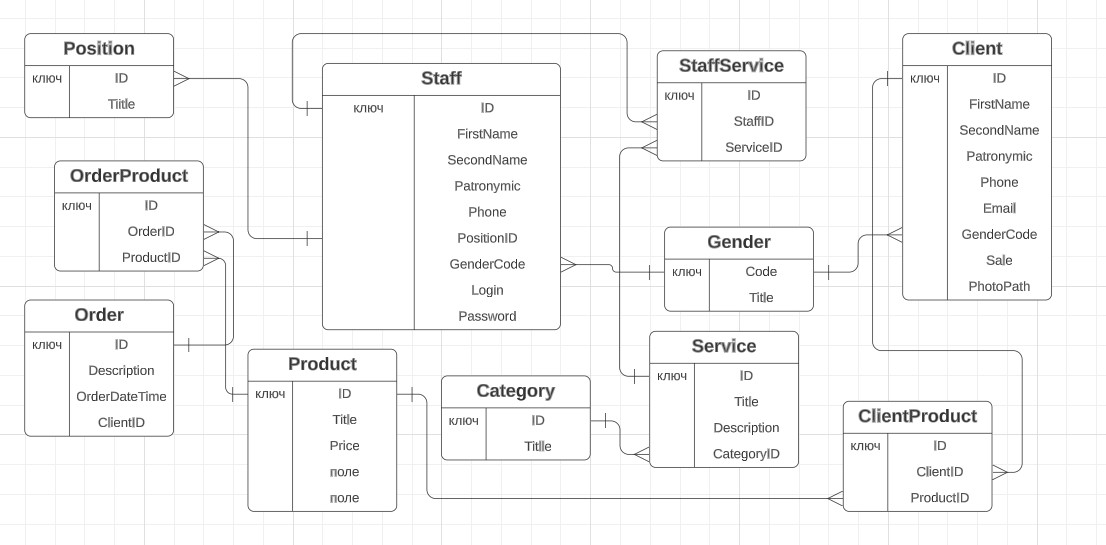 Position
ключ ID
Tiitle
OrderProduct
ключ ID
OrderID
ProductID
Order
ключ ID
Description
OrderDateTime
ClientID
Staff
ключ ID
FirstName
SecondName
Patronymic
Phone
PositionID
GenderCode
Login
Password
Product
ключ ID
Title
Price
поле
поле
Category
ключ ID
Titlle
StaffService
ключ ID
StaffID
ServiceID
Gender
ключ Code
Title
Service
ключ ID
Title
Description
CategoryID
Client
ключ ID
FirstName
SecondName
Patronymic
Phone
Email
GenderCode
Sale
PhotoPath
ClientProduct
ключ ID
ClientID
ProductID